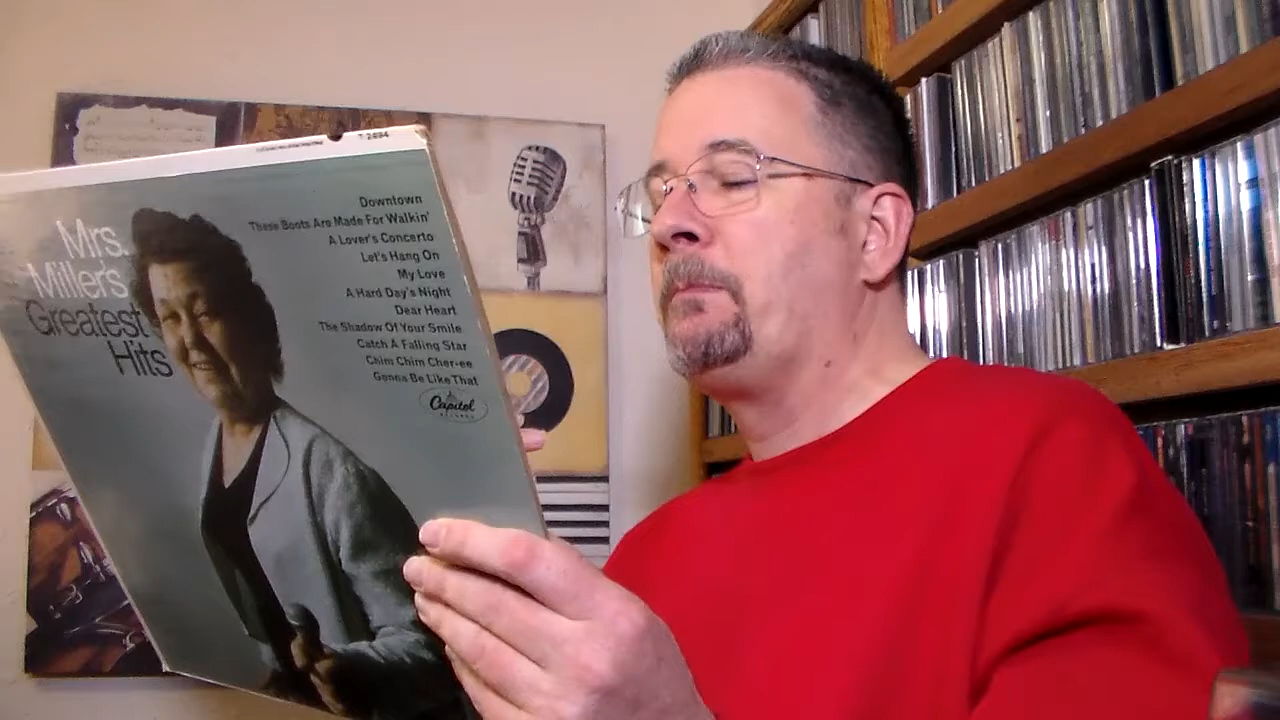 T 2494
Mrs.
Miller's
Greatest
Hits
Downtown
These Boots Are Made For Walkin'
A Lover's Concerto
Let's Hang On
My Love
A Hard Day's Night
Dear Heart
The Shadow Of Your Smile
Catch A Falling Star
Chim Chim Cher-ee
Gonna Be Like That
Capitol
RECORDS